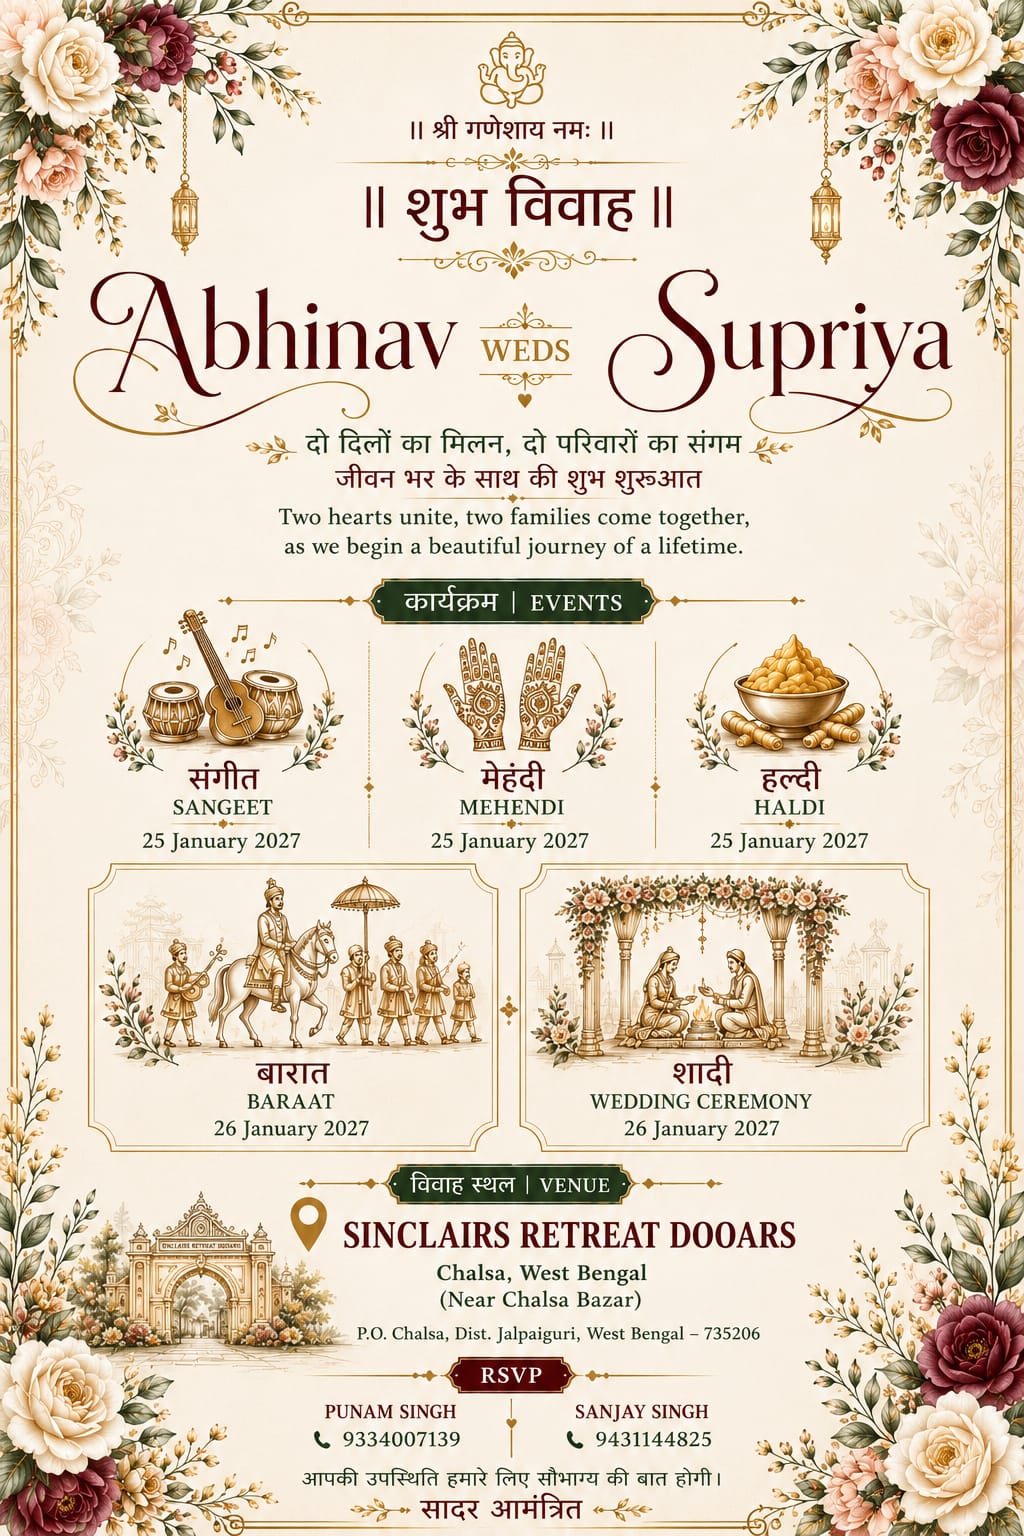 ॥ श्री गणेशाय नमः ॥
॥ शुभ विवाह ॥
Abhinav WEDS Supriya
दो दिलों का मिलन, दो परिवारों का संगम
जीवन भर के साथ की शुभ शुरूआत
Two hearts unite, two families come together,
as we begin a beautiful journey of a lifetime.
कार्यक्रम | EVENTS
संगीत
SANGEET
25 January 2027
मेहंदी
MEHENDI
25 January 2027
हल्दी
HALDI
25 January 2027
बारात
BARAAT
26 January 2027
शादी
WEDDING CEREMONY
26 January 2027
विवाह स्थल | VENUE
SINCLAIRS RETREAT DOOARS
SINCLAIRS RETREAT DOOARS
Chalsa, West Bengal
(Near Chalsa Bazar)
P.O. Chalsa, Dist. Jalpaiguri, West Bengal – 735206
RSVP
PUNAM SINGH
9334007139
SANJAY SINGH
9431144825
आपकी उपस्थिति हमारे लिए सौभाग्य की बात होगी।
सादर आमंत्रित